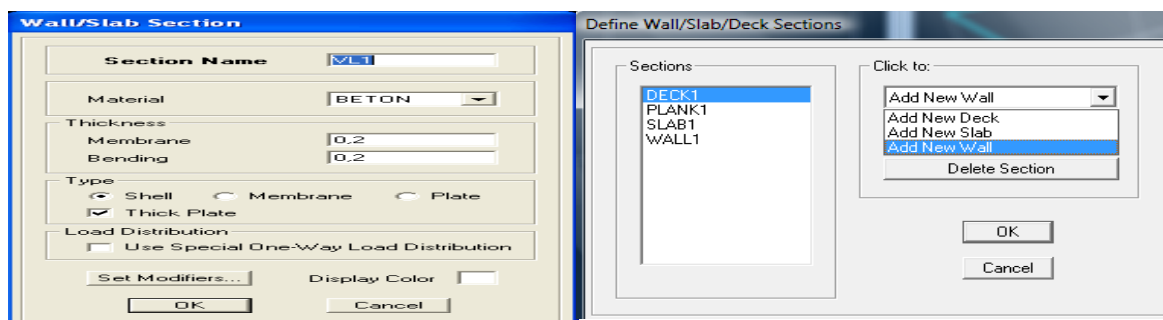 Wall/Slab Section
Section Name VL1
Material BETON
Thickness
Membrane 0,2
Bending 0,2
Type
Shell Membrane Plate
Thick Plate
Load Distribution
Use Special One-Way Load Distribution
Set Modifiers... Display Color
OK Cancel
Define Wall/Slab/Deck Sections
Sections
DECK1
PLANK1
SLAB1
WALL1
Click to:
Add New Wall
Add New Deck
Add New Slab
Add New Wall
Delete Section
OK
Cancel